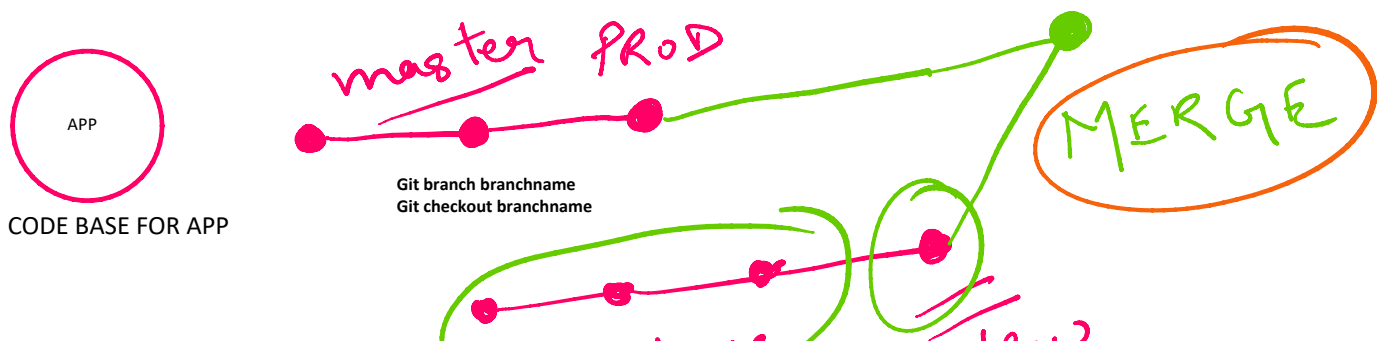 master PROD
APP
MERGE
Git branch branchname
Git checkout branchname
CODE BASE FOR APP